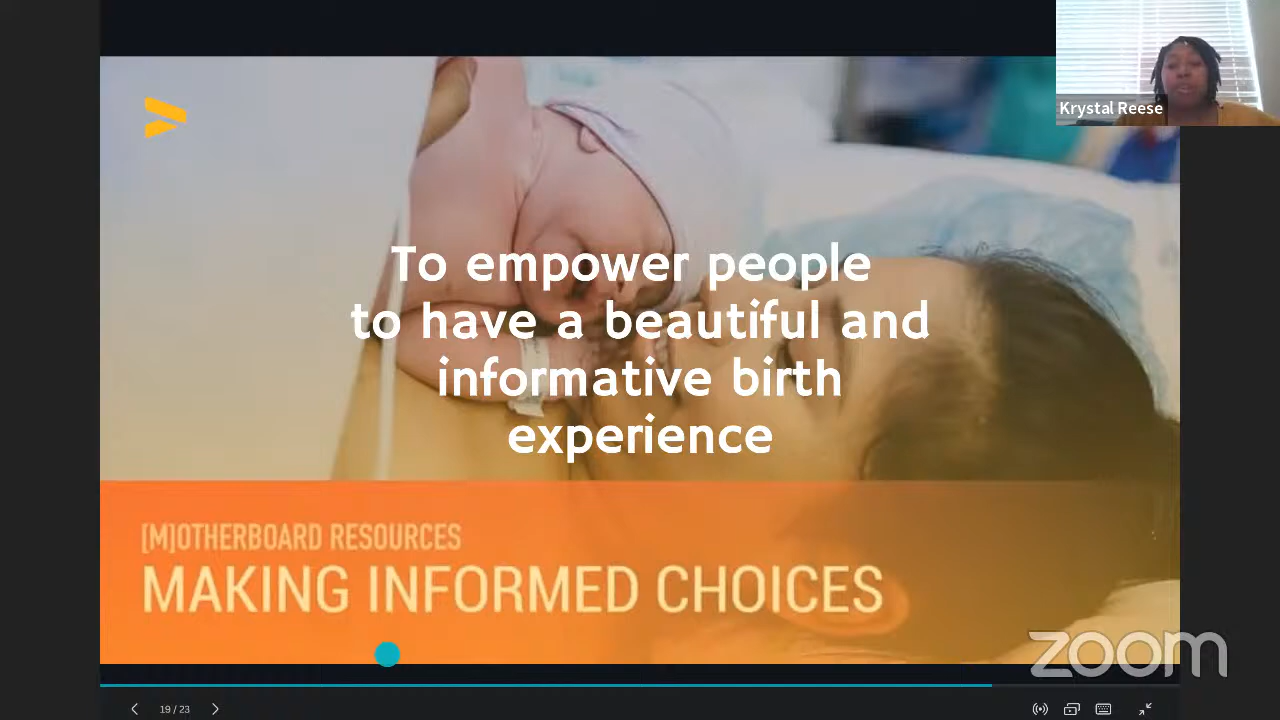 Krystal Reese
To empower people
to have a beautiful and
informative birth
experience
[M]OTHERBOARD RESOURCES
MAKING INFORMED CHOICES
zoom
19 / 23